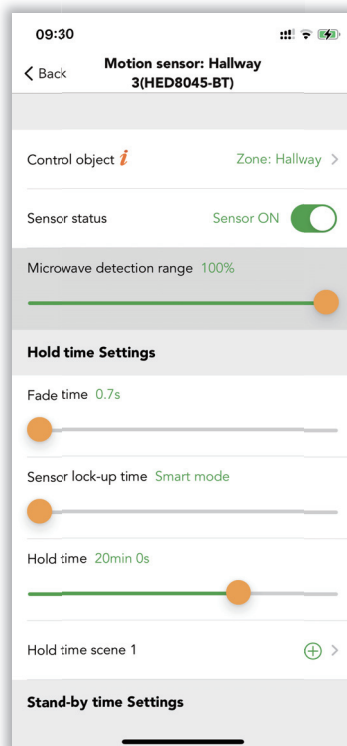 09:30
Back
Motion sensor: Hallway
3(HED8045-BT)
Control object i Zone: Hallway
Sensor status Sensor ON
Microwave detection range 100%
Hold time Settings
Fade time 0.7s
Sensor lock-up time Smart mode
Hold time 20min 0s
Hold time scene 1
Stand-by time Settings